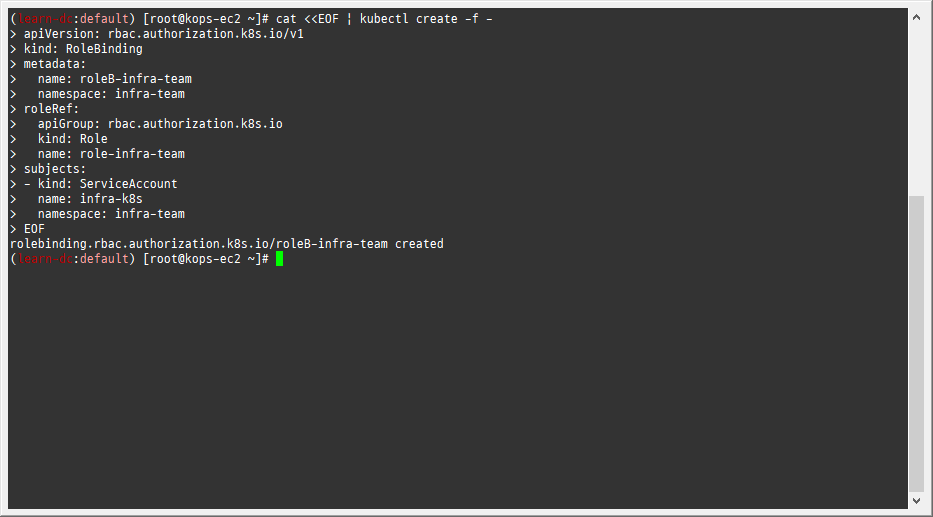 (learn-dc:default) [root@kops-ec2 ~]# cat <<EOF | kubectl create -f -
> apiVersion: rbac.authorization.k8s.io/v1
> kind: RoleBinding
> metadata:
>   name: roleB-infra-team
>   namespace: infra-team
> roleRef:
>   apiGroup: rbac.authorization.k8s.io
>   kind: Role
>   name: role-infra-team
> subjects:
> - kind: ServiceAccount
>   name: infra-k8s
>   namespace: infra-team
> EOF
rolebinding.rbac.authorization.k8s.io/roleB-infra-team created
(learn-dc:default) [root@kops-ec2 ~]#